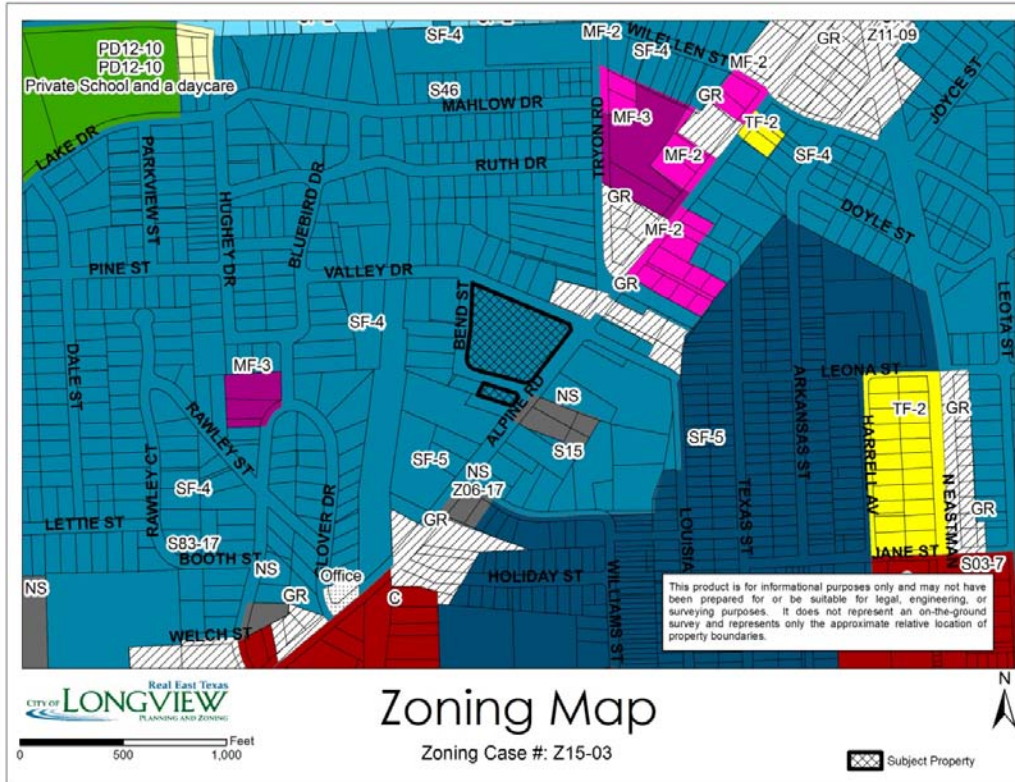 PD12-10
PD12-10
Private School and a daycare
SF-4
MF-2
SF-4
WILELLEN ST
MF-2
GR
Z11-09
JOYCE ST
S46
MAHLOW DR
GR
LAKE DR
PARKVIEW ST
TRYON RD
MF-3
TF-2
SF-4
HUGHEY DR
BLUEBIRD DR
RUTH DR
MF-2
GR
DOYLE ST
MF-2
PINE ST
VALLEY DR
GR
LEOTA ST
BEND ST
SF-4
DALE ST
MF-3
NS
ALPINE RD
LEONA ST
ARKANSAS ST
TF-2
GR
HARRELL AV
N EASTMAN
RAWLEY ST
RAWLEY CT
S15
SF-5
SF-5
NS
Z06-17
SF-4
GR
TEXAS ST
LOUISIA
GR
LETTIE ST
S83-17
BOOTH ST
LOVER DR
JANE ST
S03-7
NS
NS
Office
HOLIDAY ST
WILLIAMS ST
GR
C
WELCH ST
This product is for informational purposes only and may not have
been prepared for or be suitable for legal, engineering, or
surveying purposes. It does not represent an on-the-ground
survey and represents only the approximate relative location of
property boundaries.
Real East Texas
CITY OF LONGVIEW
PLANNING AND ZONING
Feet
0 500 1,000
Zoning Map
Zoning Case #: Z15-03
N
Subject Property